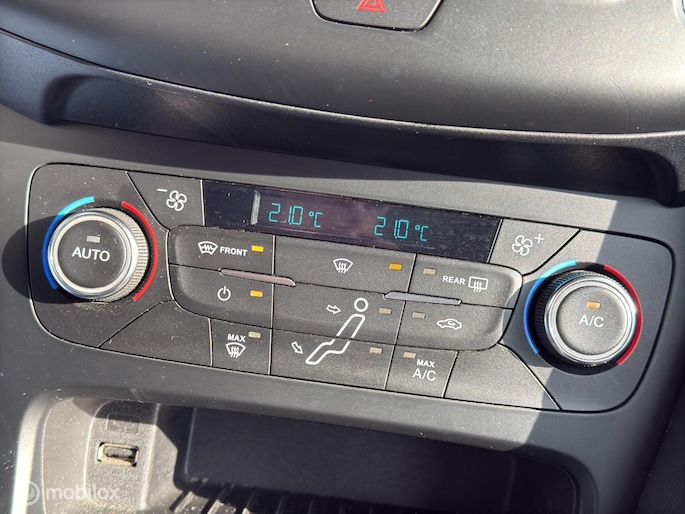 21.0°C 21.0°C
AUTO
FRONT
REAR
A/C
MAX
MAX
A/C
mobilox